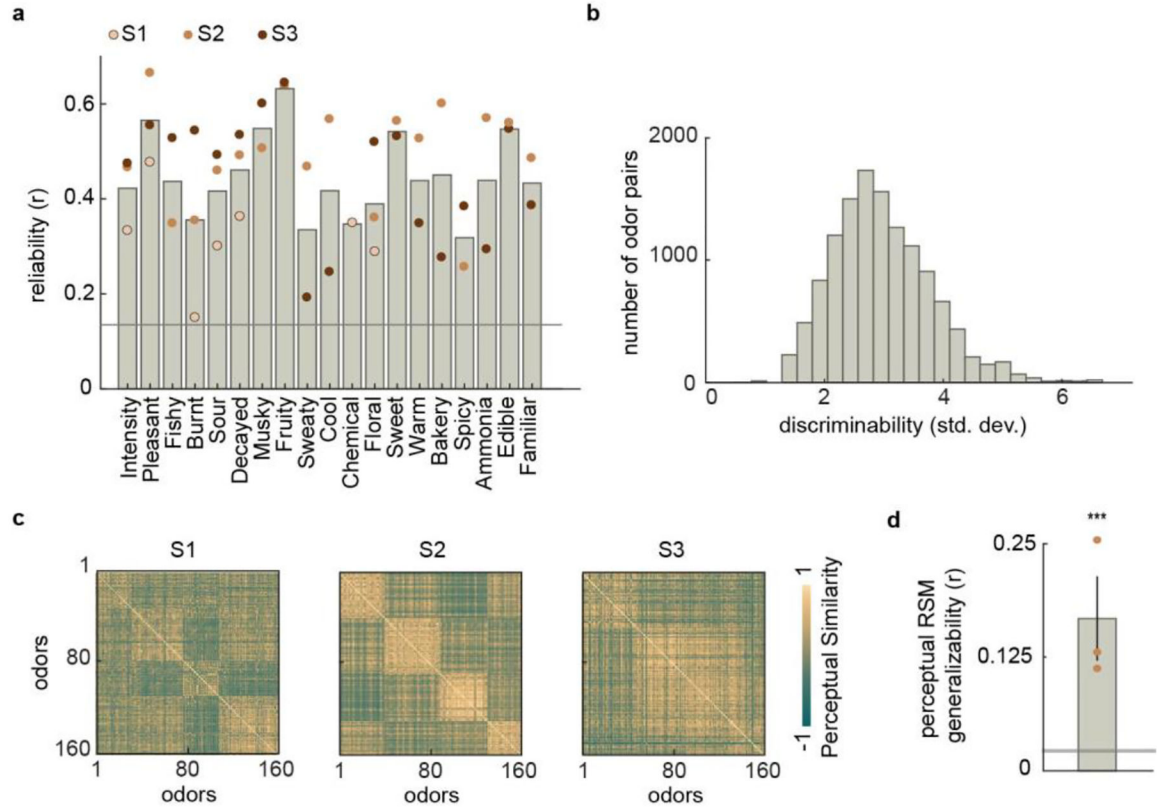 a
S1 S2 S3
reliability (r)
0.6
0.4
0.2
0
Intensity
Pleasant
Fishy
Burnt
Sour
Decayed
Musky
Fruity
Sweaty
Cool
Chemical
Floral
Sweet
Warm
Bakery
Spicy
Ammonia
Edible
Familiar
b
number of odor pairs
2000
1000
0
0 2 4 6
discriminability (std. dev.)
c
S1
odors
1
80
160
1 80 160
odors
S2
1 80 160
odors
S3
1 80 160
odors
1
-1
Perceptual Similarity
d
***
perceptual RSM
generalizability (r)
0.25
0.125
0